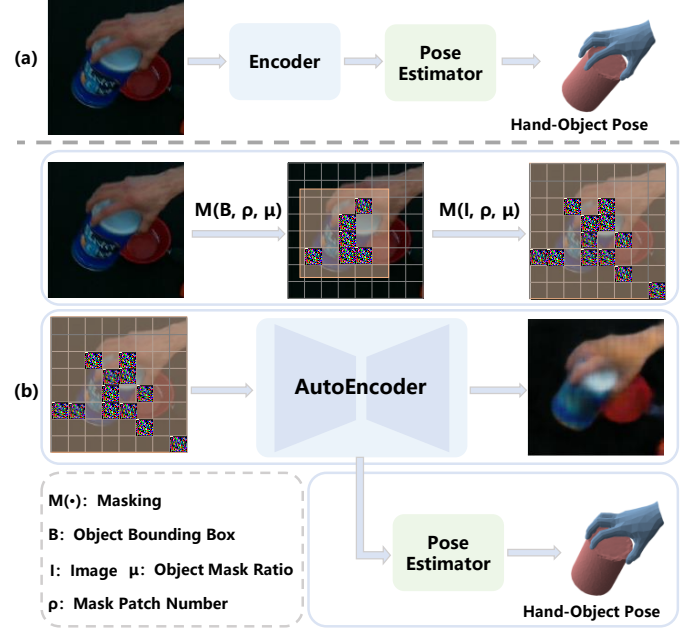 (a)
Encoder
Pose
Estimator
Hand-Object Pose
M(B, ρ, μ)
M(I, ρ, μ)
(b)
AutoEncoder
M(•): Masking
B: Object Bounding Box
I: Image μ: Object Mask Ratio
ρ: Mask Patch Number
Pose
Estimator
Hand-Object Pose